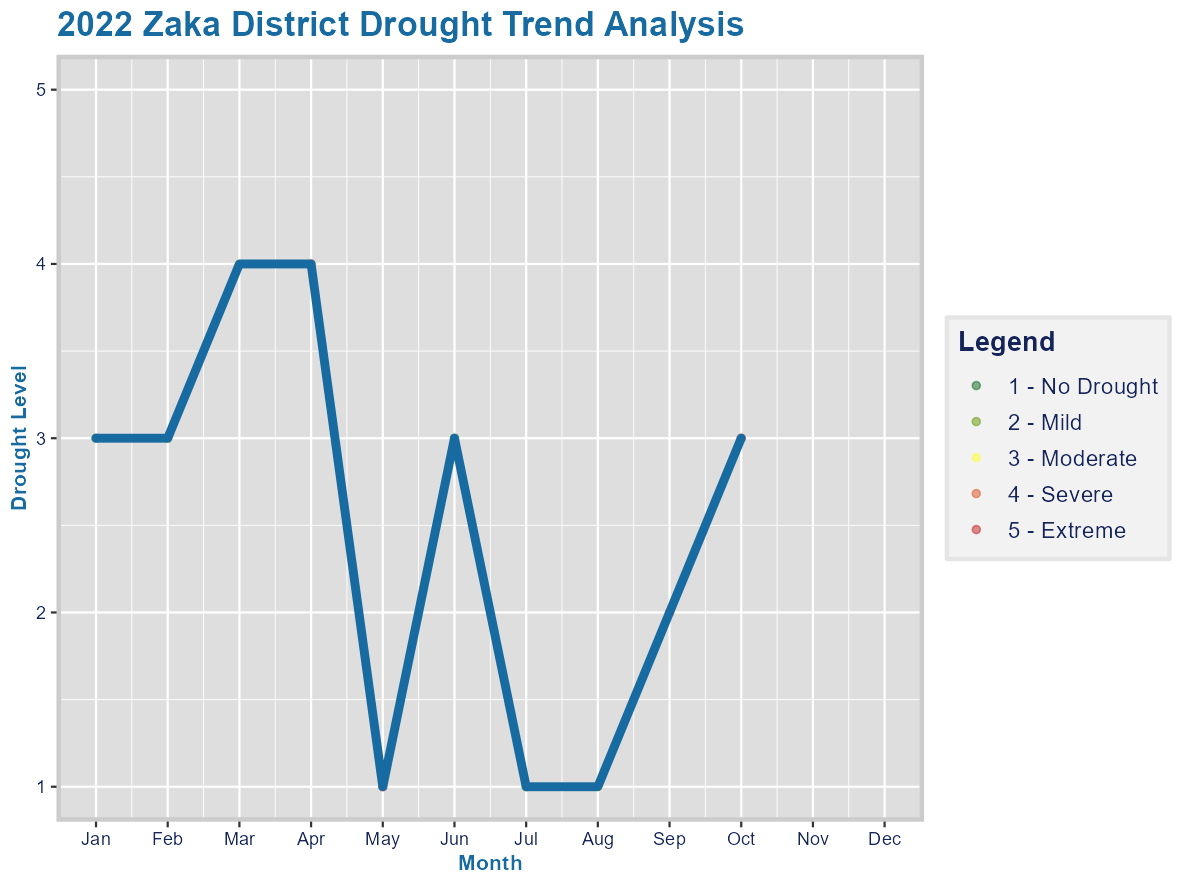 2022 Zaka District Drought Trend Analysis
5
4
3
2
1
Drought Level
Jan Feb Mar Apr May Jun Jul Aug Sep Oct Nov Dec
Month
Legend
1 - No Drought
2 - Mild
3 - Moderate
4 - Severe
5 - Extreme